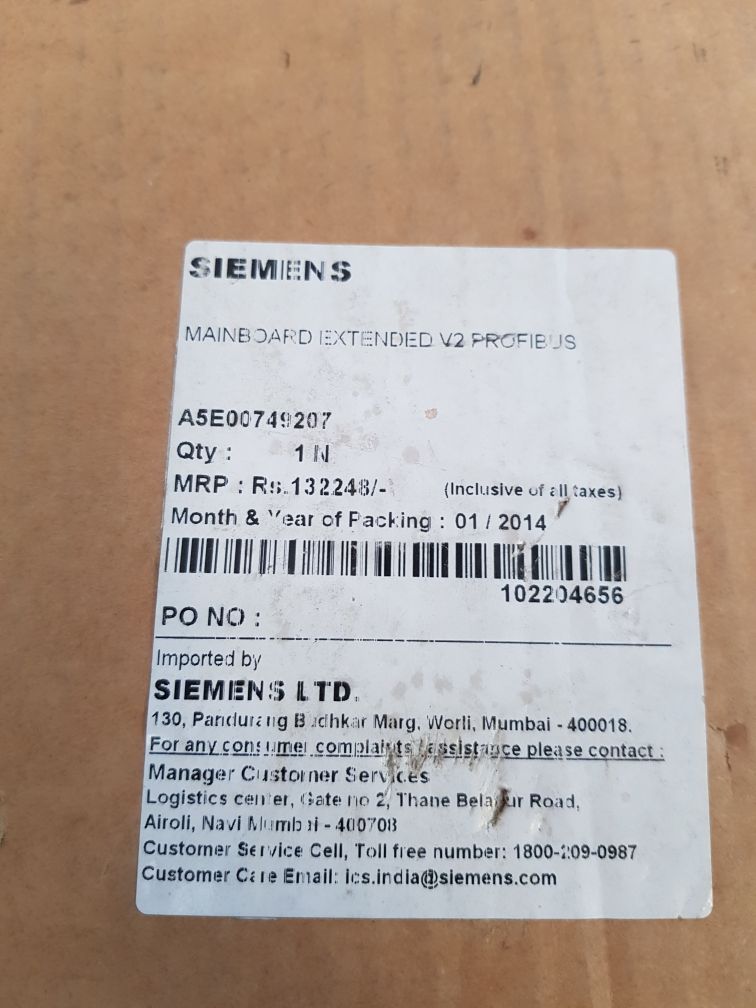 SIEMENS
MAINBOARD EXTENDED V2 PROFIBUS
A5E00749207
Qty : 1 N
MRP : Rs.132248/- (Inclusive of all taxes)
Month & Year of Packing : 01 / 2014
102204656
PO NO :
Imported by
SIEMENS LTD.
130, Pandurang Budhkar Marg, Worli, Mumbai - 400018.
For any consumer complaints / assistance please contact :
Manager Customer Services
Logistics center, Gate no 2, Thane Belapur Road,
Airoli, Navi Mumbai - 400708
Customer Service Cell, Toll free number: 1800-209-0987
Customer Care Email: ics.india@siemens.com